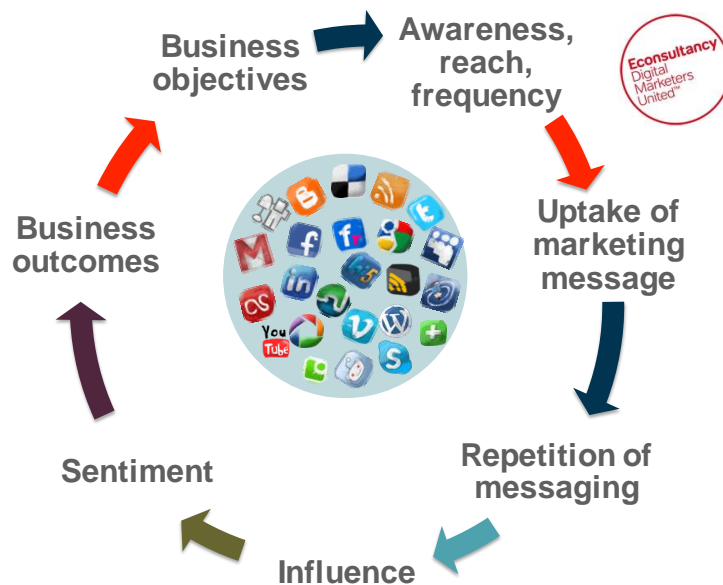 Business
objectives
Awareness,
reach,
frequency
Econsultancy
Digital
Marketers
United™
Uptake of
marketing
message
Repetition of
messaging
Influence
Sentiment
Business
outcomes
You
Tube